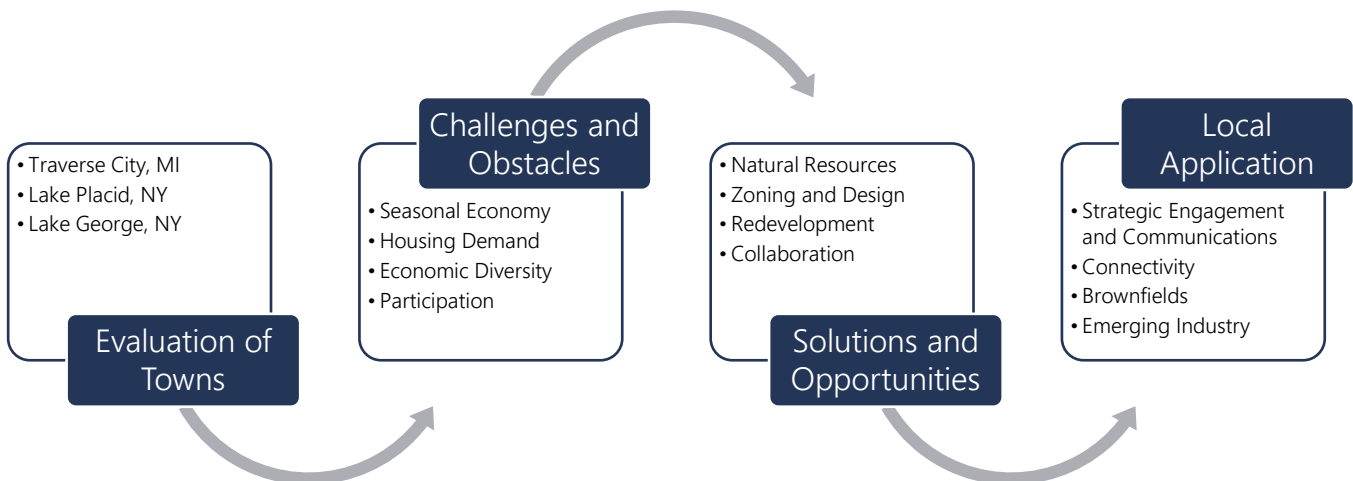 • Traverse City, MI
• Lake Placid, NY
• Lake George, NY
Evaluation of
Towns
Challenges and
Obstacles
• Seasonal Economy
• Housing Demand
• Economic Diversity
• Participation
• Natural Resources
• Zoning and Design
• Redevelopment
• Collaboration
Solutions and
Opportunities
Local
Application
• Strategic Engagement
and Communications
• Connectivity
• Brownfields
• Emerging Industry